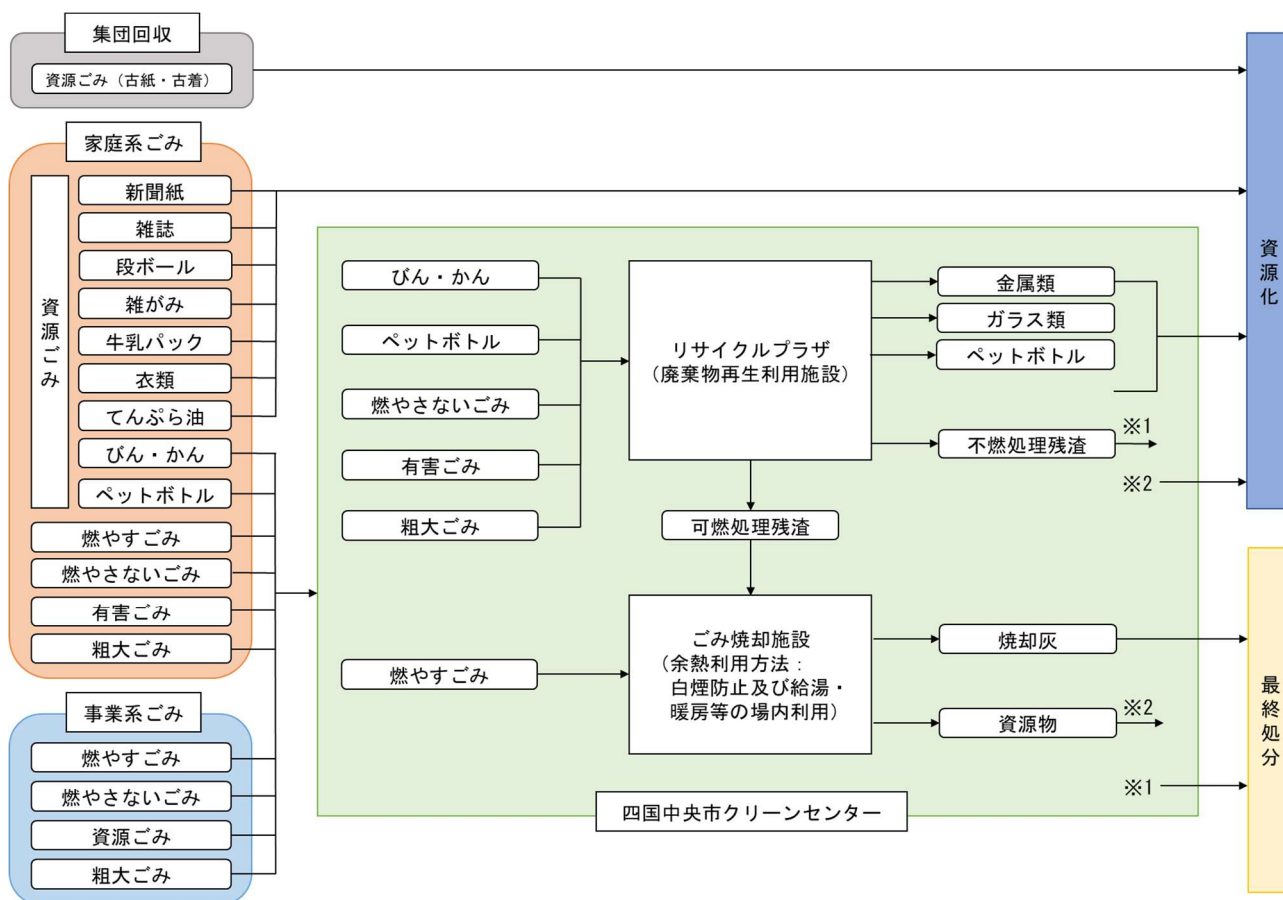 集団回収
資源ごみ（古紙・古着）
家庭系ごみ
資源ごみ
新聞紙
雑誌
段ボール
雑がみ
牛乳パック
衣類
てんぷら油
びん・かん
ペットボトル
燃やすごみ
燃やさないごみ
有害ごみ
粗大ごみ
事業系ごみ
燃やすごみ
燃やさないごみ
資源ごみ
粗大ごみ
びん・かん
ペットボトル
燃やさないごみ
有害ごみ
粗大ごみ
燃やすごみ
リサイクルプラザ
（廃棄物再生利用施設）
可燃処理残渣
ごみ焼却施設
（余熱利用方法：
白煙防止及び給湯・
暖房等の場内利用）
金属類
ガラス類
ペットボトル
不燃処理残渣
※1
※2
焼却灰
資源物
※2
※1
四国中央市クリーンセンター
資源化
最終処分